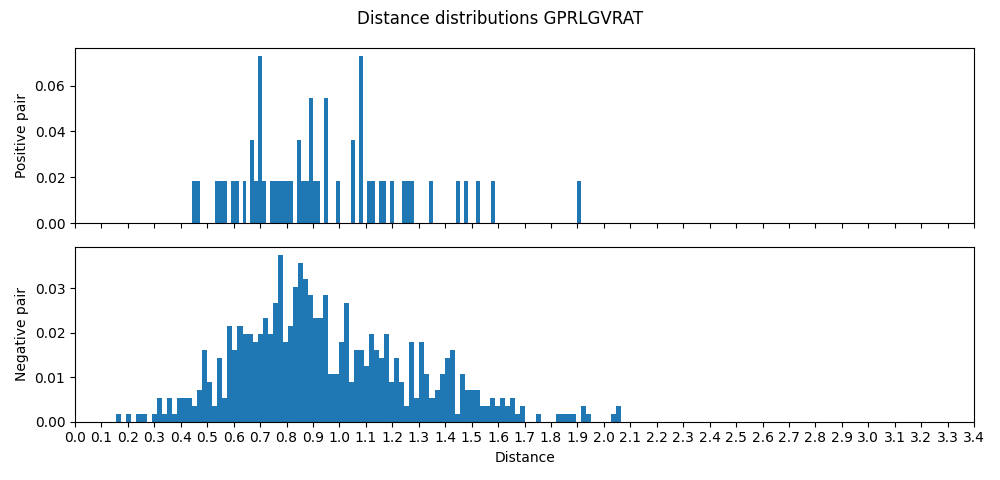 Distance distributions GPRLGVRAT
Positive pair
0.06
0.04
0.02
0.00
Negative pair
0.03
0.02
0.01
0.00
0.0 0.1 0.2 0.3 0.4 0.5 0.6 0.7 0.8 0.9 1.0 1.1 1.2 1.3 1.4 1.5 1.6 1.7 1.8 1.9 2.0 2.1 2.2 2.3 2.4 2.5 2.6 2.7 2.8 2.9 3.0 3.1 3.2 3.3 3.4
Distance